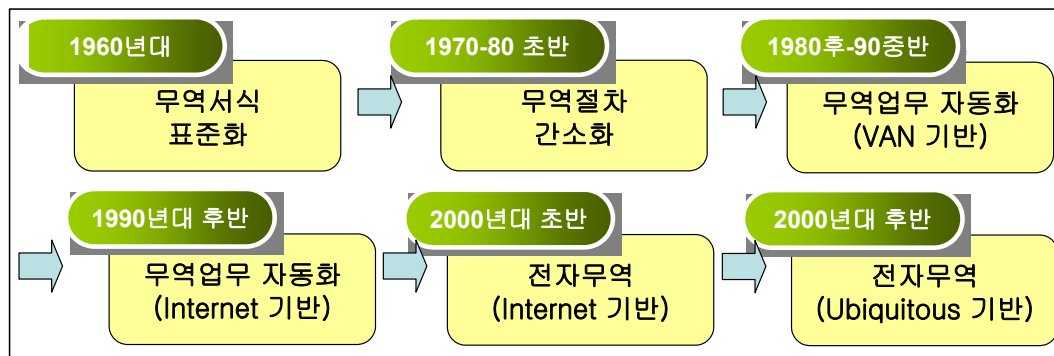 1960년대
무역서식
표준화
1970-80 초반
무역절차
간소화
1980후-90중반
무역업무 자동화
(VAN 기반)
1990년대 후반
무역업무 자동화
(Internet 기반)
2000년대 초반
전자무역
(Internet 기반)
2000년대 후반
전자무역
(Ubiquitous 기반)